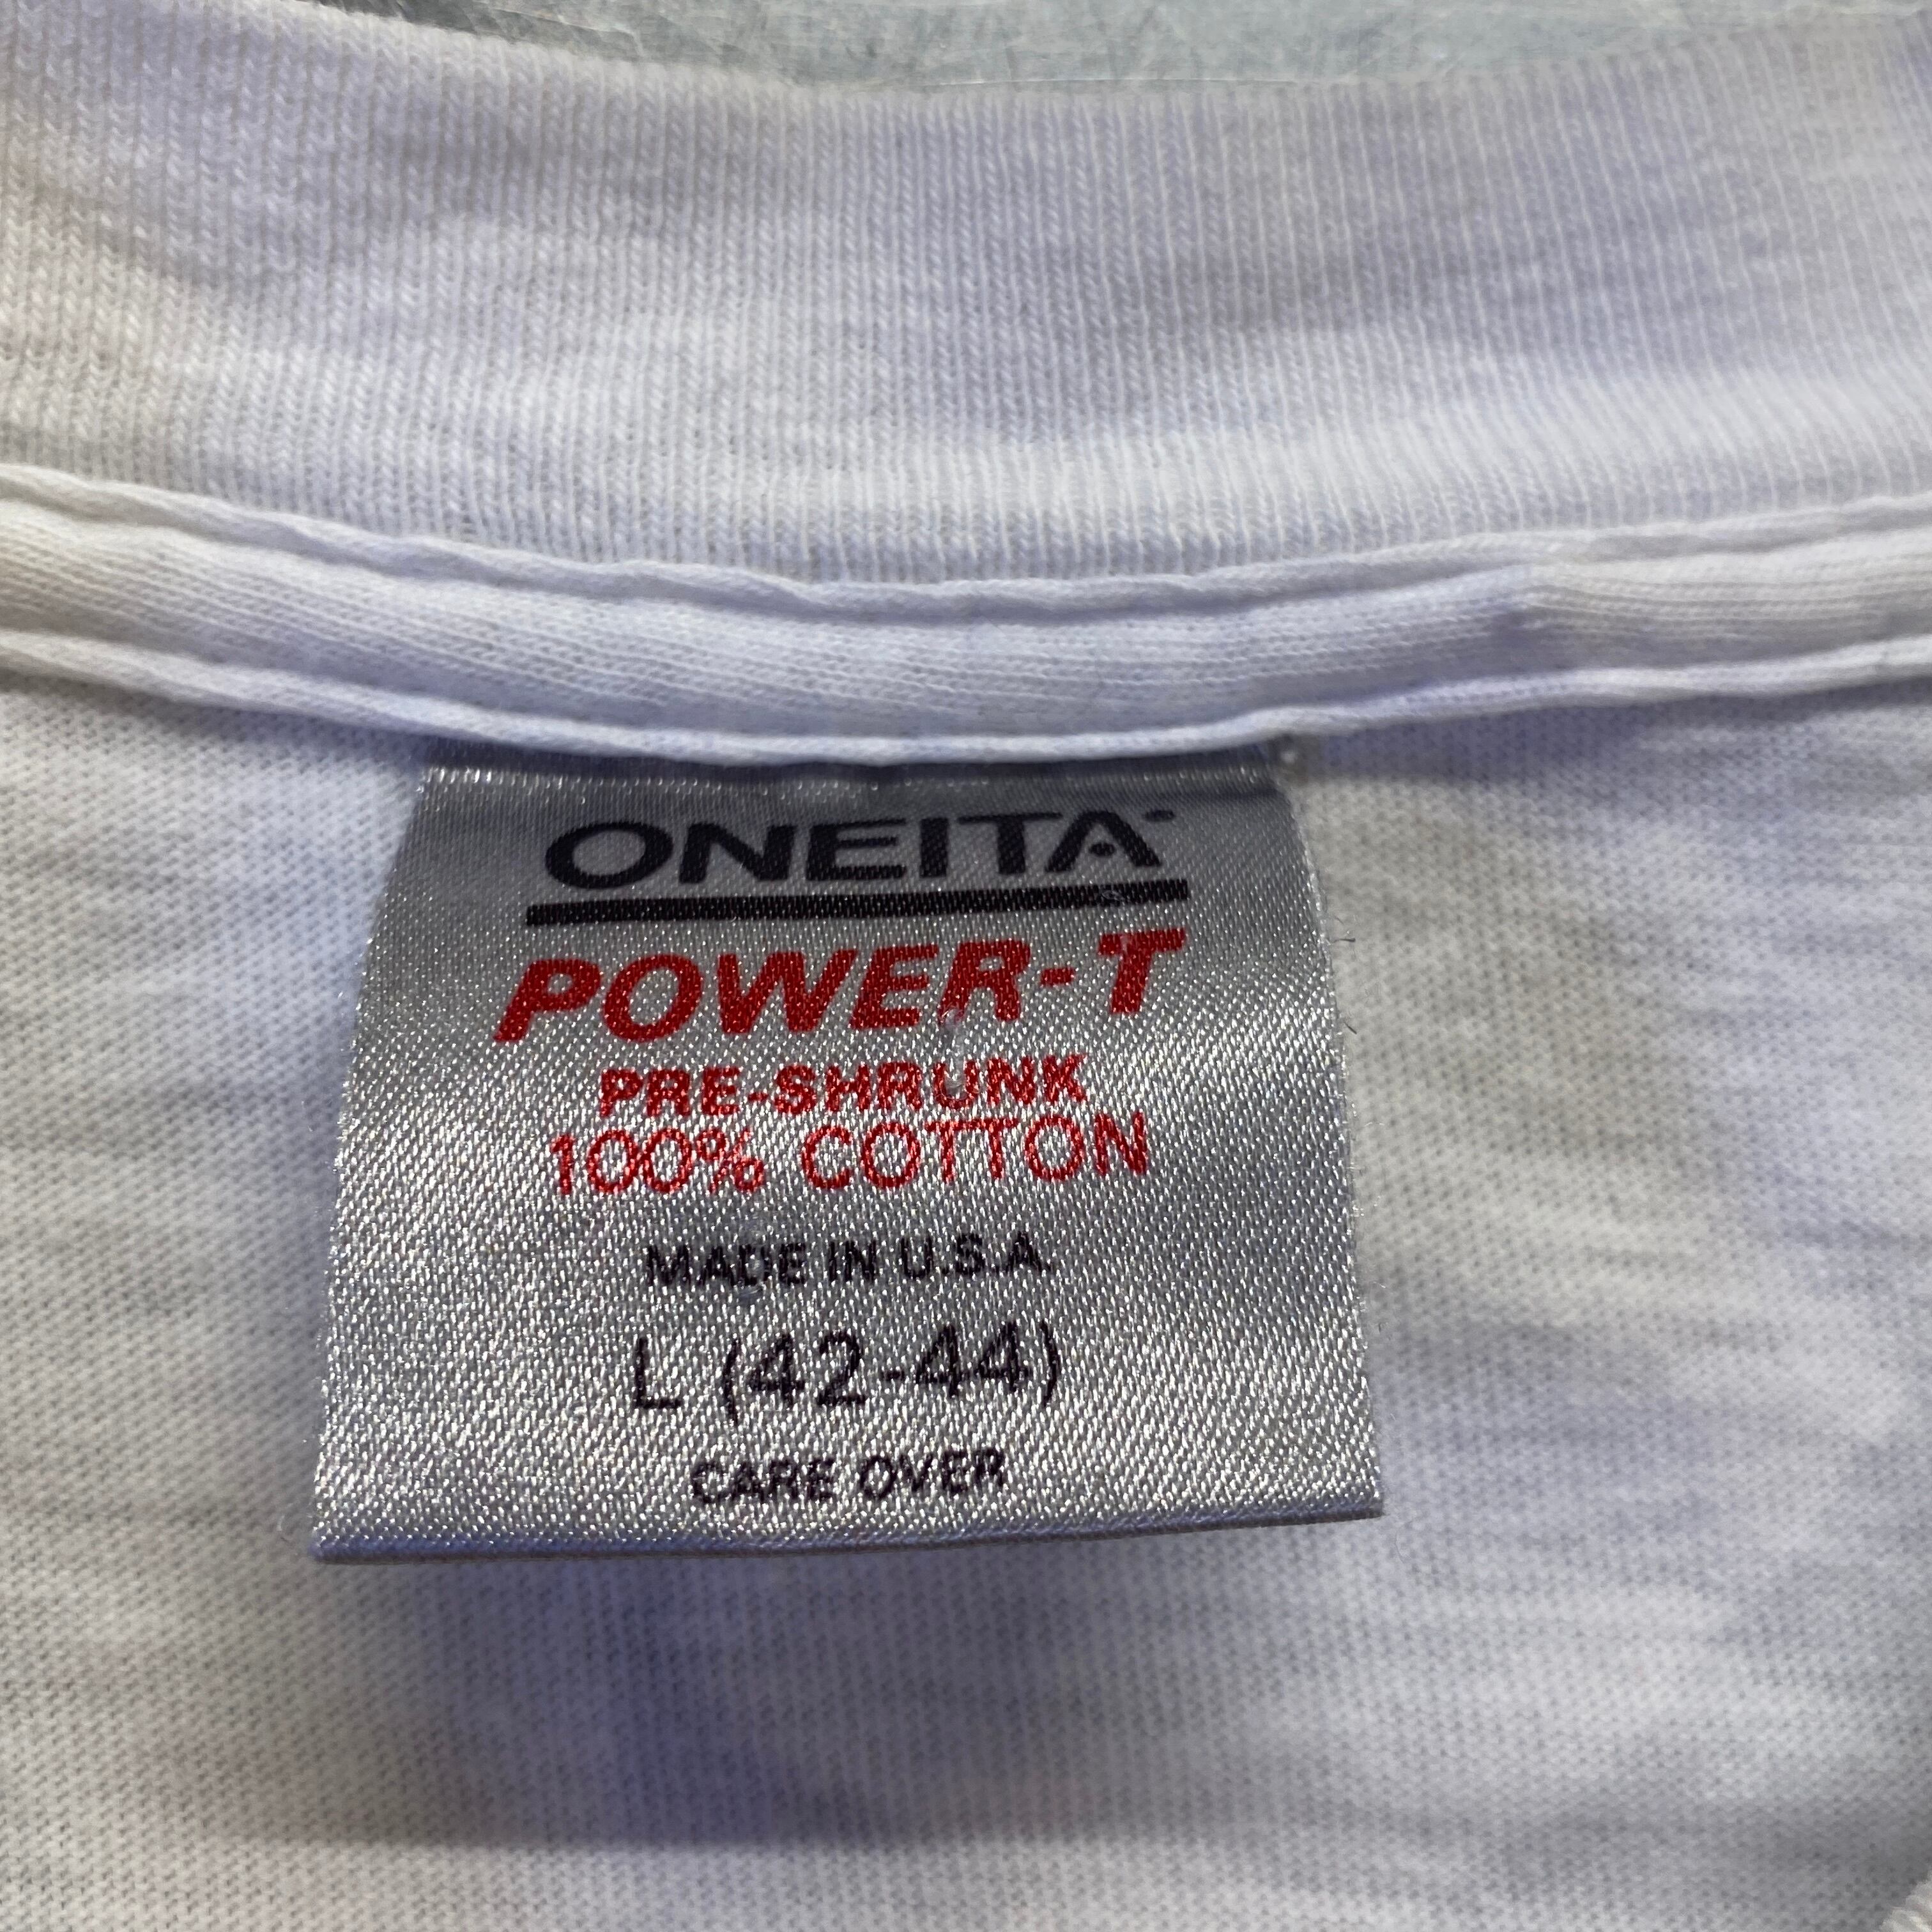 ONEITA
POWER-T
PRE-SHRUNK
100% COTTON
MADE IN U.S.A
L (42-44)
CARE OVER